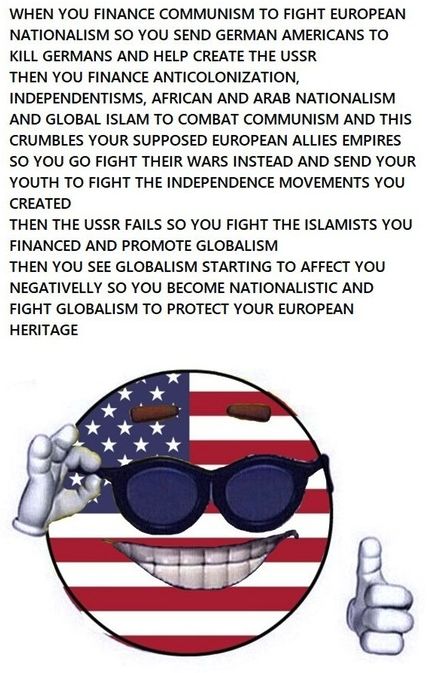 WHEN YOU FINANCE COMMUNISM TO FIGHT EUROPEAN
NATIONALISM SO YOU SEND GERMAN AMERICANS TO
KILL GERMANS AND HELP CREATE THE USSR
THEN YOU FINANCE ANTICOLONIZATION,
INDEPENDENTISMS, AFRICAN AND ARAB NATIONALISM
AND GLOBAL ISLAM TO COMBAT COMMUNISM AND THIS
CRUMBLES YOUR SUPPOSED EUROPEAN ALLIES EMPIRES
SO YOU GO FIGHT THEIR WARS INSTEAD AND SEND YOUR
YOUTH TO FIGHT THE INDEPENDENCE MOVEMENTS YOU
CREATED
THEN THE USSR FAILS SO YOU FIGHT THE ISLAMISTS YOU
FINANCED AND PROMOTE GLOBALISM
THEN YOU SEE GLOBALISM STARTING TO AFFECT YOU
NEGATIVELLY SO YOU BECOME NATIONALISTIC AND
FIGHT GLOBALISM TO PROTECT YOUR EUROPEAN
HERITAGE